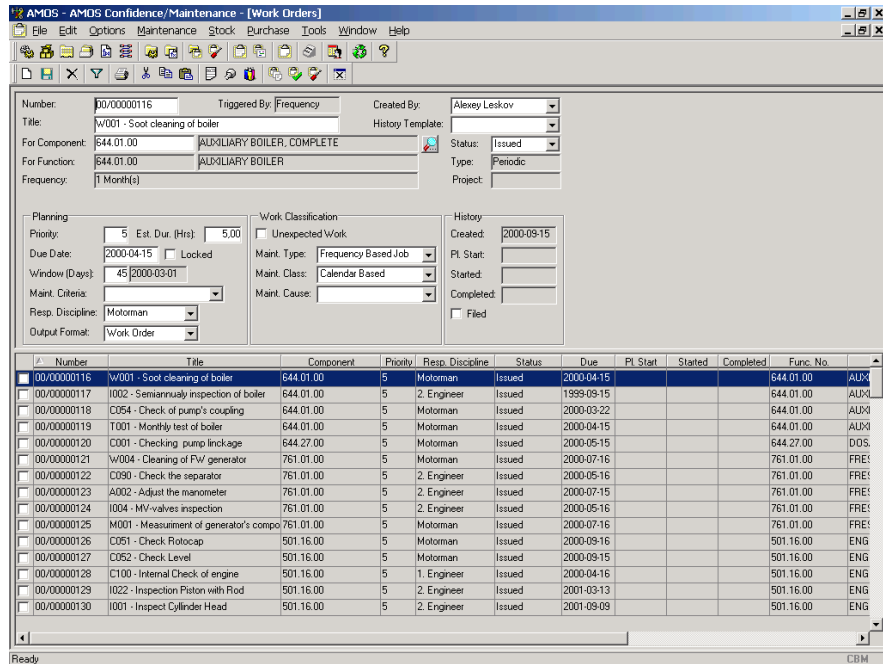 AMOS - AMOS Confidence/Maintenance - [Work Orders]
File Edit Options Maintenance Stock Purchase Tools Window Help
Number: 00/00000116 Triggered By: Frequency Created By: Alexey Leskov
Title: W001 - Soot cleaning of boiler History Template:
For Component: 644.01.00 AUXILIARY BOILER, COMPLETE Status: Issued
For Function: 644.01.00 AUXILIARY BOILER Type: Periodic
Frequency: 1 Month(s) Project:
Planning Work Classification History
Priority: 5 Est. Dur. (Hrs): 5,00 Unexpected Work Created: 2000-09-15
Due Date: 2000-04-15 Locked Maint. Type: Frequency Based Job Pl. Start:
Window (Days): 45 2000-03-01 Maint. Class: Calendar Based Started:
Maint. Criteria: Maint. Cause: Completed:
Resp. Discipline: Motorman Filed
Output Format: Work Order
Number Title Component Priority Resp. Discipline Status Due Pl. Start Started Completed Func. No.
00/00000116 W001 - Soot cleaning of boiler 644.01.00 5 Motorman Issued 2000-04-15 644.01.00 AUXI
00/00000117 I002 - Semiannualy inspection of boiler 644.01.00 5 2. Engineer Issued 1999-09-15 644.01.00 AUXI
00/00000118 C054 - Check of pump's coupling 644.01.00 5 Motorman Issued 2000-03-22 644.01.00 AUXI
00/00000119 T001 - Monthly test of boiler 644.01.00 5 Motorman Issued 2000-04-15 644.01.00 AUXI
00/00000120 C001 - Checking pump linckage 644.27.00 5 Motorman Issued 2000-05-15 644.27.00 DOS.
00/00000121 W004 - Cleaning of FW generator 761.01.00 5 Motorman Issued 2000-07-16 761.01.00 FRES
00/00000122 C090 - Check the separator 761.01.00 5 2. Engineer Issued 2000-05-16 761.01.00 FRES
00/00000123 A002 - Adjust the manometer 761.01.00 5 2. Engineer Issued 2000-07-15 761.01.00 FRES
00/00000124 I004 - MV-valves inspection 761.01.00 5 2. Engineer Issued 2000-05-16 761.01.00 FRES
00/00000125 M001 - Measuriment of generator's compo 761.01.00 5 Motorman Issued 2000-07-16 761.01.00 FRES
00/00000126 C051 - Check Rotocap 501.16.00 5 Motorman Issued 2000-09-16 501.16.00 ENG
00/00000127 C052 - Check Level 501.16.00 5 Motorman Issued 2000-09-15 501.16.00 ENG
00/00000128 C100 - Internal Check of engine 501.16.00 5 1. Engineer Issued 2000-04-16 501.16.00 ENG
00/00000129 I022 - Inspection Piston with Rod 501.16.00 5 2. Engineer Issued 2001-03-13 501.16.00 ENG
00/00000130 I001 - Inspect Cyllinder Head 501.16.00 5 2. Engineer Issued 2001-09-09 501.16.00 ENG
Ready CBM